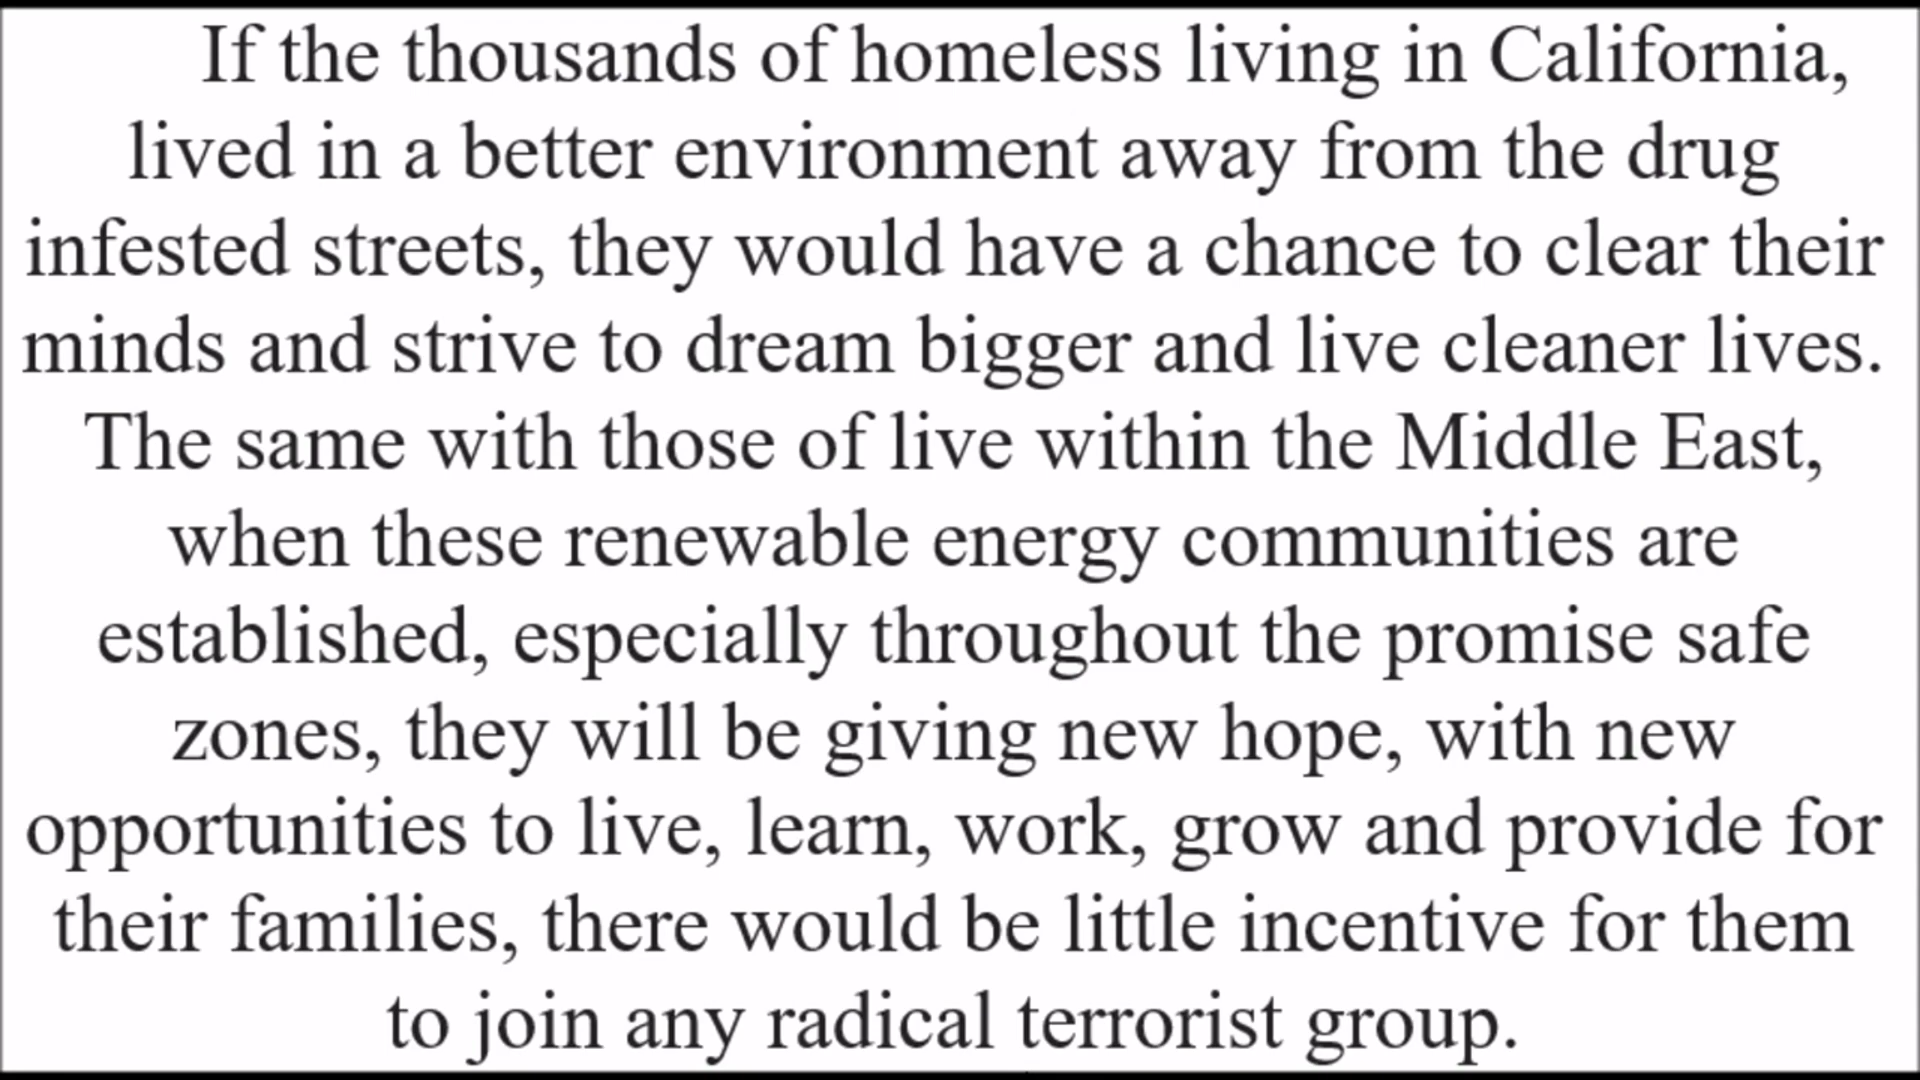 If the thousands of homeless living in California,
lived in a better environment away from the drug
infested streets, they would have a chance to clear their
minds and strive to dream bigger and live cleaner lives.
The same with those of live within the Middle East,
when these renewable energy communities are
established, especially throughout the promise safe
zones, they will be giving new hope, with new
opportunities to live, learn, work, grow and provide for
their families, there would be little incentive for them
to join any radical terrorist group.